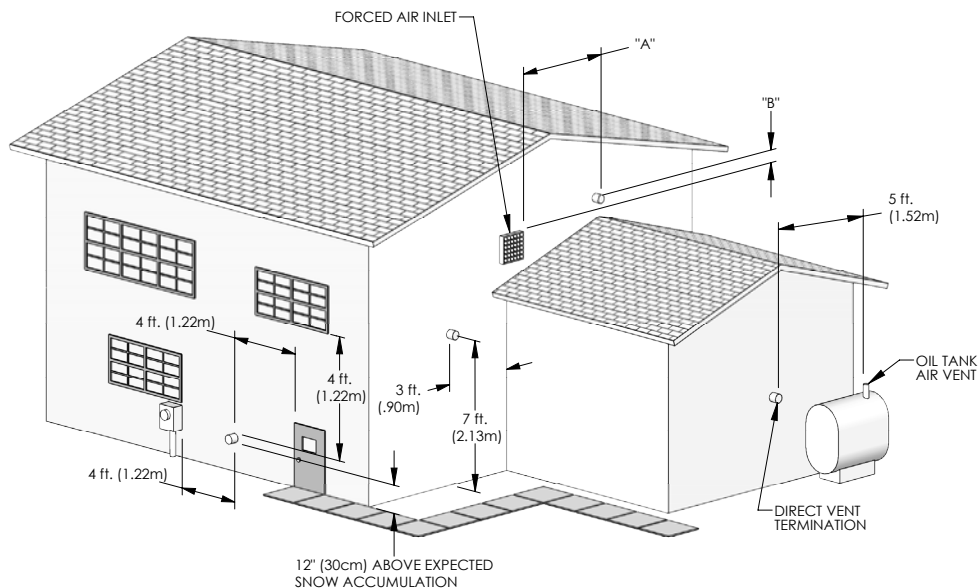 FORCED AIR INLET
"A"
"B"
5 ft.
(1.52m)
4 ft. (1.22m)
4 ft.
(1.22m)
3 ft.
(.90m)
7 ft.
(2.13m)
OIL TANK
AIR VENT
4 ft. (1.22m)
DIRECT VENT
TERMINATION
12" (30cm) ABOVE EXPECTED
SNOW ACCUMULATION